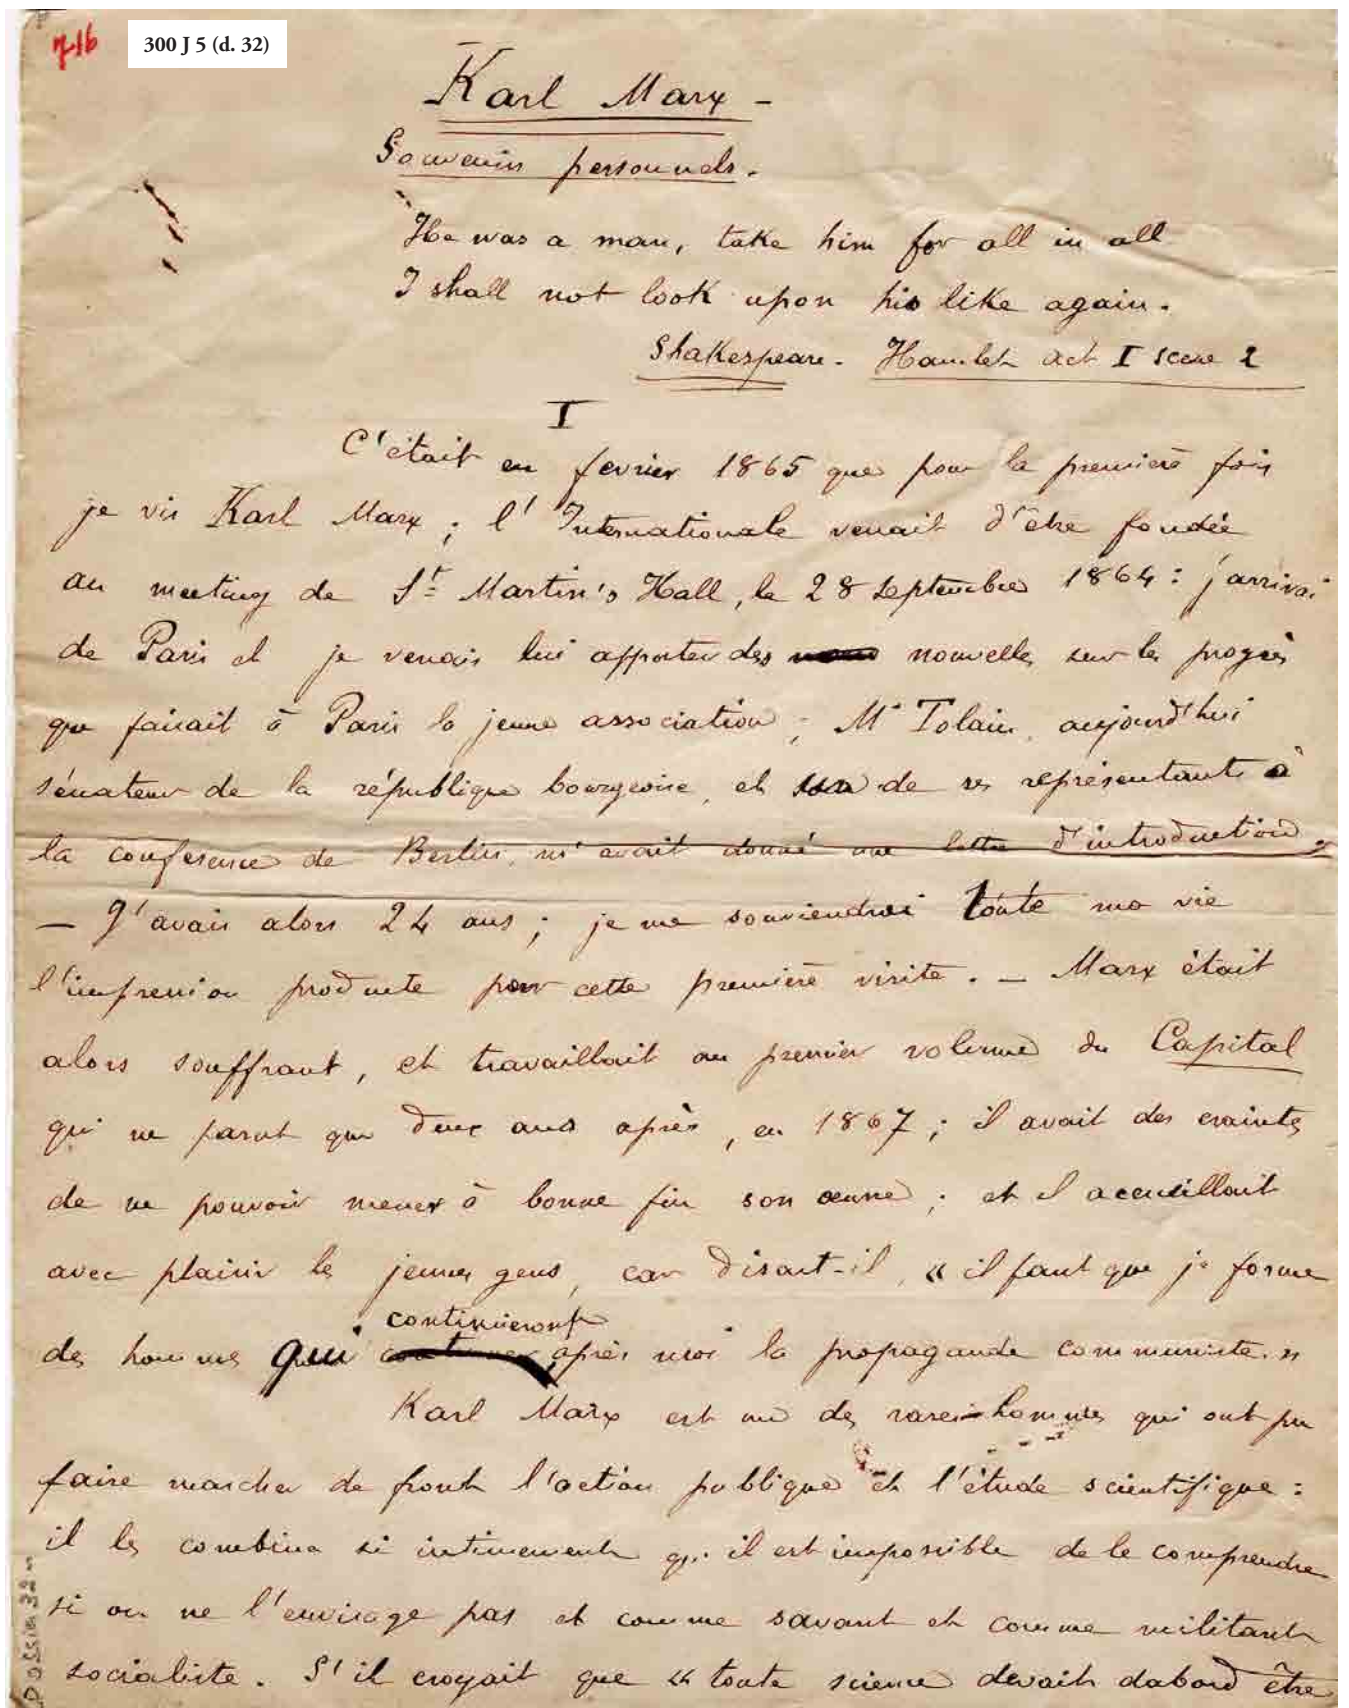 716
300 J 5 (d. 32)
Karl Marx -
Souvenirs personnels.
He was a man, take him for all in all
I shall not look upon his like again.
Shakespeare. Hamlet act I scene 2
I
C'était en fevrier 1865 que pour la première fois
je vis Karl Marx ; l'Internationale venait d'être fondée
au meeting de St Martin's Hall, le 28 septembre 1864 : j'arrivai
de Paris et je venais lui apporter des nouvelles sur les progrès
que faisait à Paris la jeune association ; Mr Tolain, aujourd'hui
sénateur de la république bourgeoise, et de ses représentants à
la conference de Berlin, m'avait donné une lettre d'introduction,
— J'avais alors 24 ans ; je me souviendrai toute ma vie
l'impression producte par cette première visite. — Marx était
alors souffrant, et travaillait au premier volume du Capital
qui ne parut que deux ans après, en 1867 ; il avait des craintes
de ne pouvoir mener à bonne fin son œuvre ; et il accueillait
avec plaisir les jeunes gens, car disait-il, « il faut que je forme
continueront
des hommes qui après moi la propagande communiste. »
Karl Marx est un des rares hommes qui ont pu
faire marcher de front l'action publique et l'étude scientifique :
il les combina si intimement qu'il est impossible de le comprendre
si on ne l'envisage pas et comme savant et comme militant
socialiste. S'il croyait que « toute science devait dabord être
Dossier 32 -